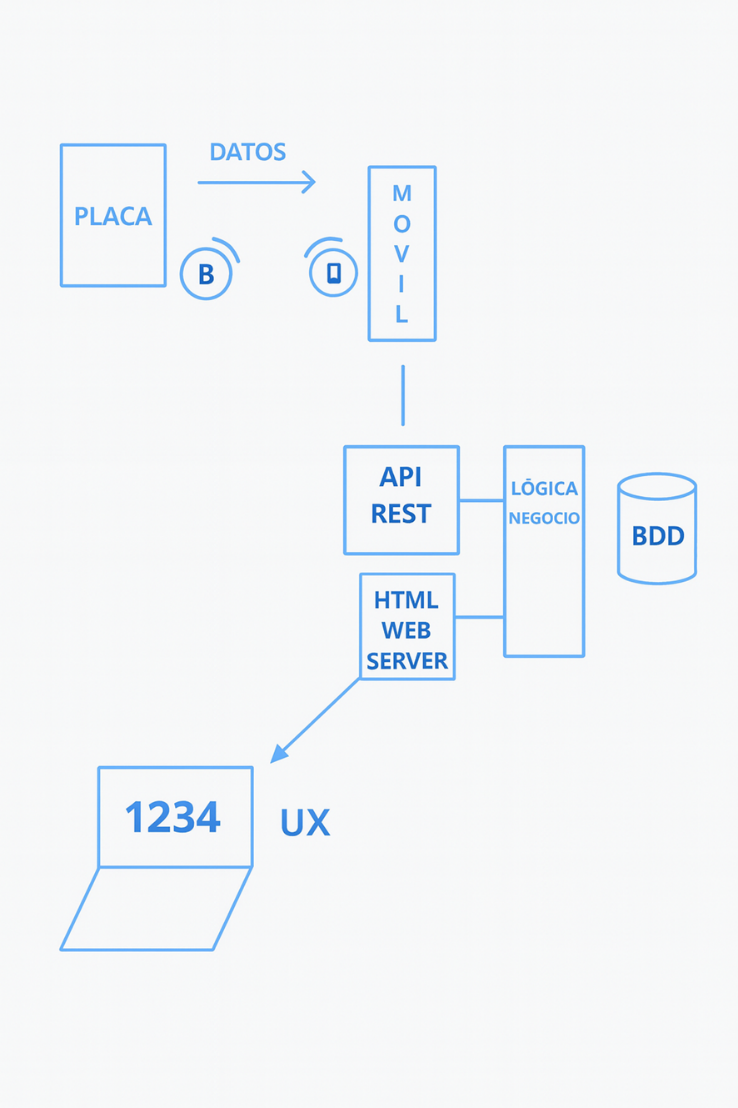 DATOS
PLACA
B
M
O
V
I
L
API
REST
LÓGICA
NEGOCIO
BDD
HTML
WEB
SERVER
1234
UX